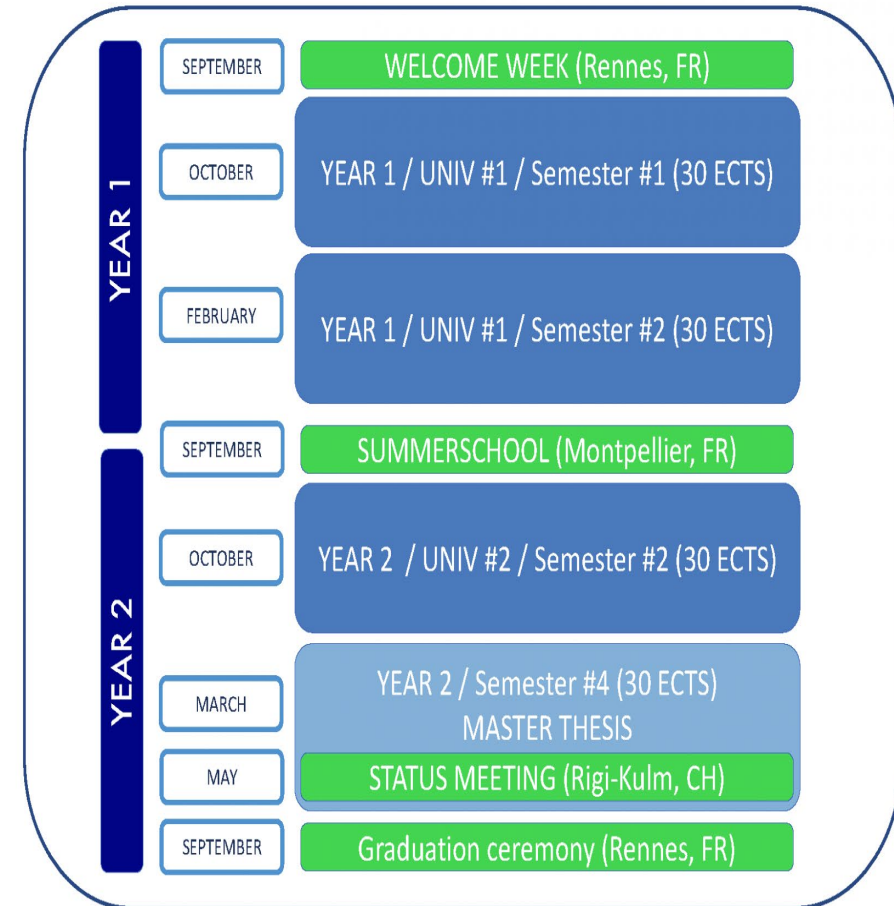 YEAR 1
SEPTEMBER
WELCOME WEEK (Rennes, FR)
OCTOBER
YEAR 1 / UNIV #1 / Semester #1 (30 ECTS)
FEBRUARY
YEAR 1 / UNIV #1 / Semester #2 (30 ECTS)
YEAR 2
SEPTEMBER
SUMMERSCHOOL (Montpellier, FR)
OCTOBER
YEAR 2 / UNIV #2 / Semester #2 (30 ECTS)
MARCH
YEAR 2 / Semester #4 (30 ECTS)
MASTER THESIS
MAY
STATUS MEETING (Rigi-Kulm, CH)
SEPTEMBER
Graduation ceremony (Rennes, FR)